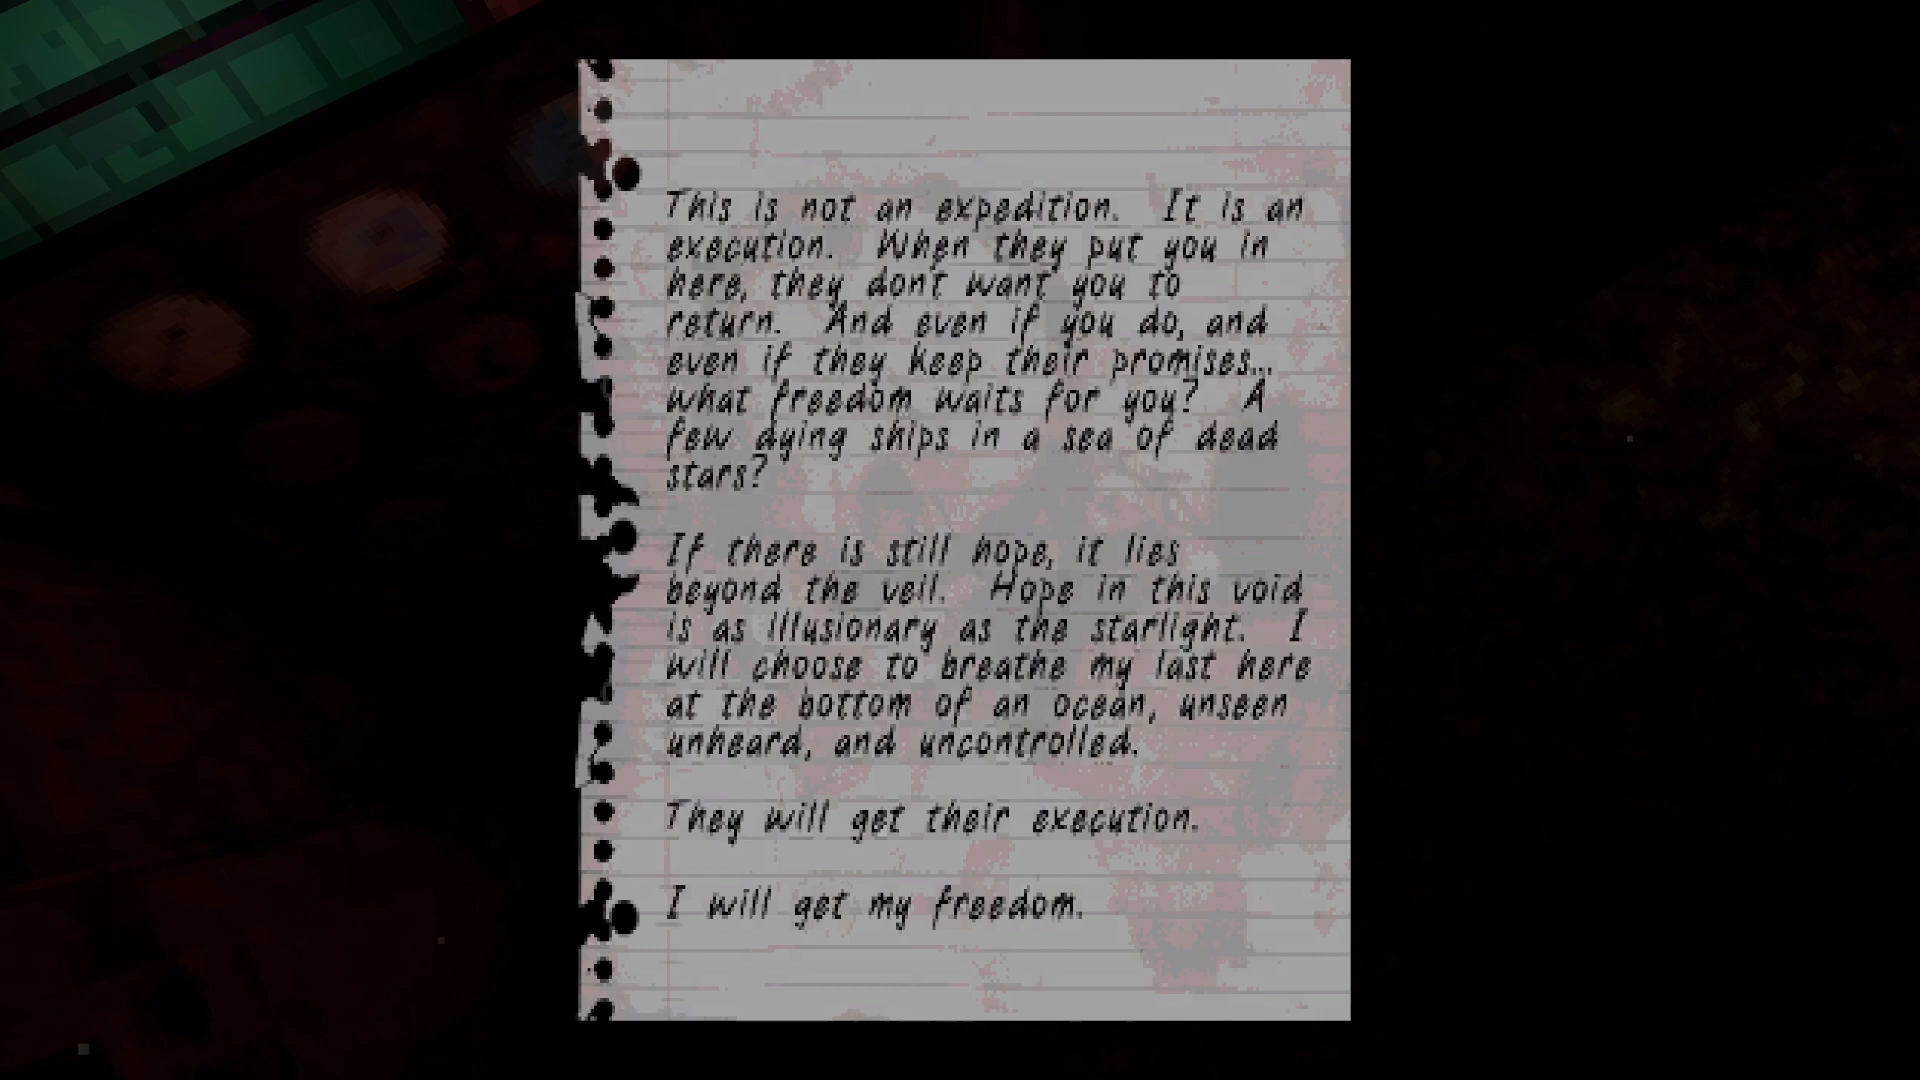 This is not an expedition. It is an
execution. When they put you in
here, they don't want you to
return. And even if you do, and
even if they keep their promises...
what freedom waits for you? A
few dying ships in a sea of dead
stars?
If there is still hope, it lies
beyond the veil. Hope in this void
is as illusionary as the starlight. I
will choose to breathe my last here
at the bottom of an ocean, unseen
unheard, and uncontrolled.
They will get their execution.
I will get my freedom.